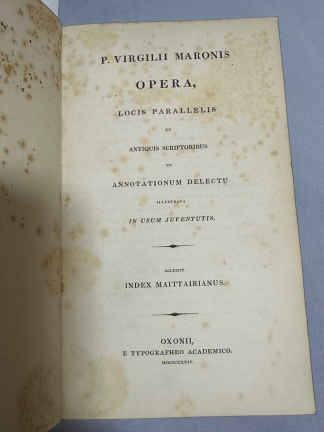 P. VIRGILII MARONIS
OPERA,
LOCIS PARALLELIS
EX
ANTIQUIS SCRIPTORIBUS
ET
ANNOTATIONUM DELECTU
ILLUSTRATA
IN USUM JUVENTUTIS.
ACCEDIT
INDEX MAITTAIRIANUS.
OXONII,
E TYPOGRAPHEO ACADEMICO.